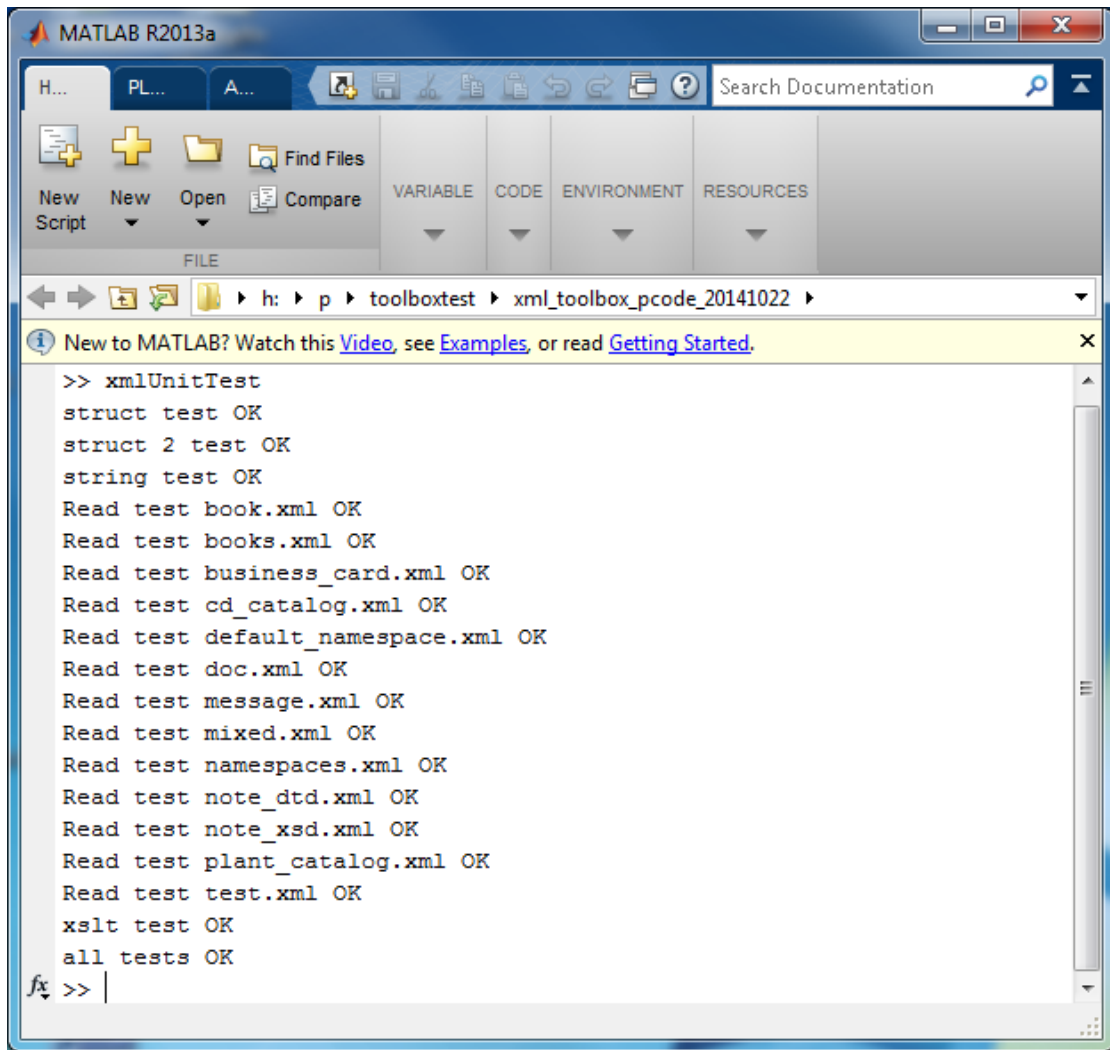 MATLAB R2013a
H... PL... A... Search Documentation
New Script New Open Find Files Compare VARIABLE CODE ENVIRONMENT RESOURCES
FILE
h: p toolboxtest xml_toolbox_pcode_20141022
New to MATLAB? Watch this Video, see Examples, or read Getting Started.
>> xmlUnitTest
struct test OK
struct 2 test OK
string test OK
Read test book.xml OK
Read test books.xml OK
Read test business_card.xml OK
Read test cd_catalog.xml OK
Read test default_namespace.xml OK
Read test doc.xml OK
Read test message.xml OK
Read test mixed.xml OK
Read test namespaces.xml OK
Read test note_dtd.xml OK
Read test note_xsd.xml OK
Read test plant_catalog.xml OK
Read test test.xml OK
xslt test OK
all tests OK
fx >>